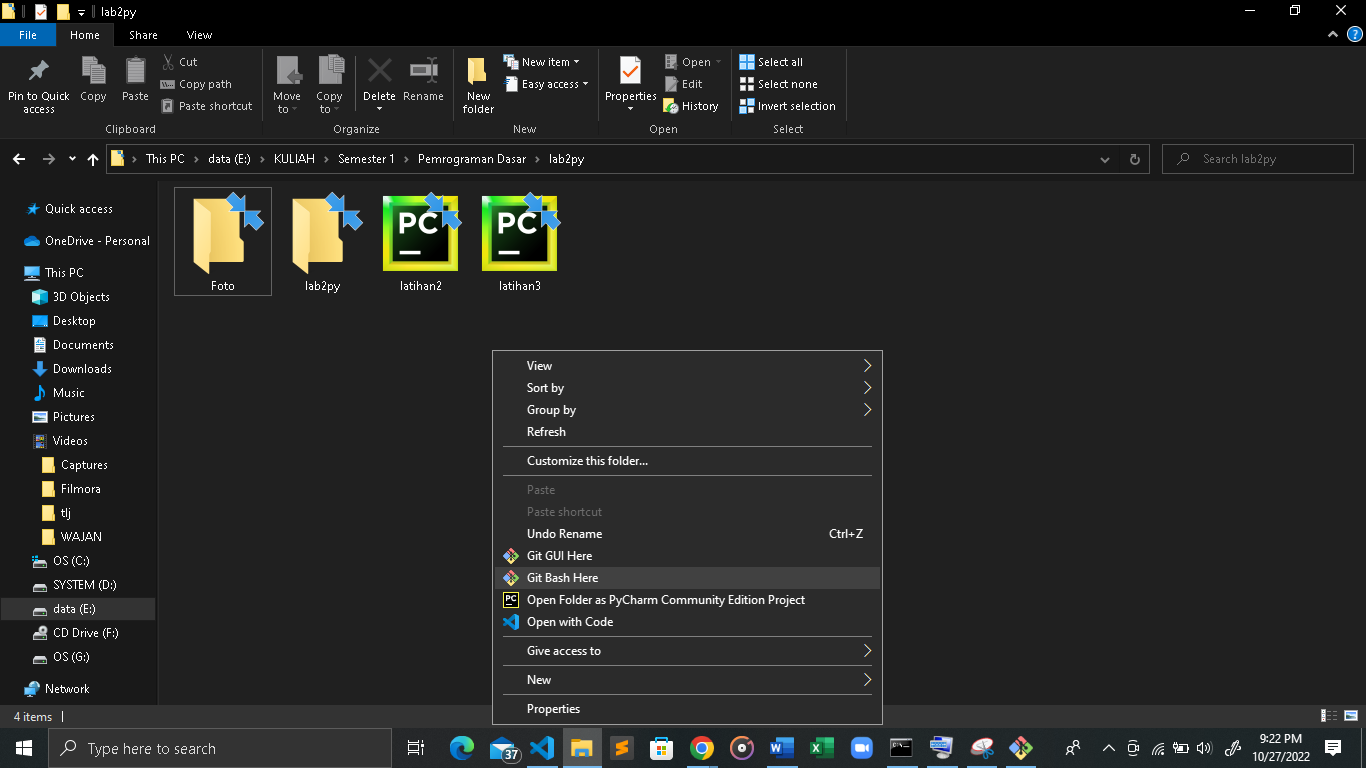 lab2py
File Home Share View
Pin to Quick access
Copy
Paste
Cut
Copy path
Paste shortcut
Clipboard
Move to
Copy to
Delete
Rename
Organize
New folder
New item
Easy access
New
Properties
Open
Edit
History
Open
Select all
Select none
Invert selection
Select
This PC > data (E:) > KULIAH > Semester 1 > Pemrograman Dasar > lab2py
Search lab2py
Quick access
OneDrive - Personal
This PC
3D Objects
Desktop
Documents
Downloads
Music
Pictures
Videos
Captures
Filmora
tlj
WAJAN
OS (C:)
SYSTEM (D:)
data (E:)
CD Drive (F:)
OS (G:)
Network
PC PC
Foto lab2py latihan2 latihan3
View
Sort by
Group by
Refresh
Customize this folder...
Paste
Paste shortcut
Undo Rename Ctrl+Z
Git GUI Here
Git Bash Here
PC Open Folder as PyCharm Community Edition Project
Open with Code
Give access to
New
Properties
4 items
Type here to search
37
9:22 PM
10/27/2022